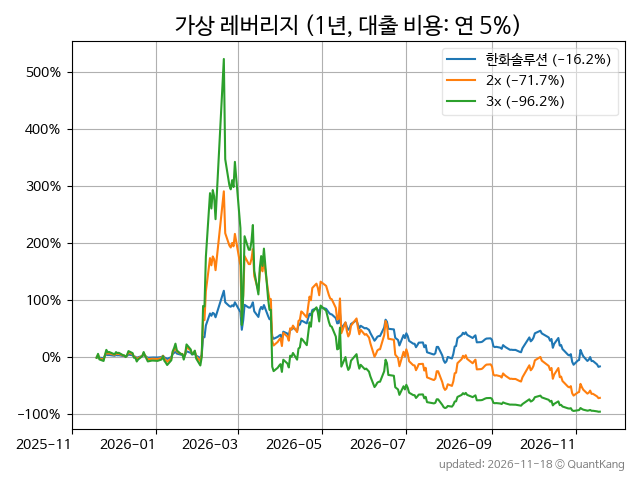 가상 레버리지 (1년, 대출 비용: 연 5%)
한화솔루션 (-16.2%)
2x (-71.7%)
3x (-96.2%)
500%
400%
300%
200%
100%
0%
-100%
2025-11 2026-01 2026-03 2026-05 2026-07 2026-09 2026-11
updated: 2026-11-18 © QuantKang